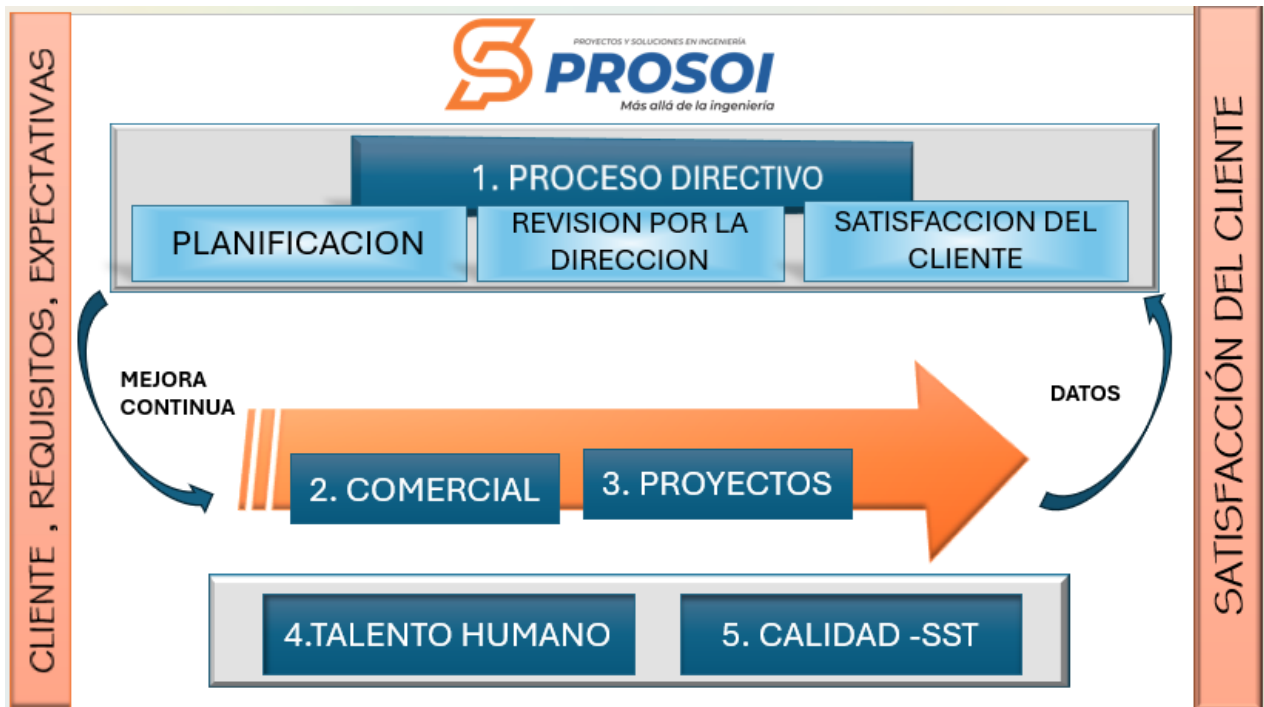 CLIENTE , REQUISITOS, EXPECTATIVAS
PROYECTOS Y SOLUCIONES EN INGENIERÍA
PROSOI
Más allá de la ingeniería
1. PROCESO DIRECTIVO
PLANIFICACION
REVISION POR LA
DIRECCION
SATISFACCION DEL
CLIENTE
MEJORA
CONTINUA
DATOS
2. COMERCIAL
3. PROYECTOS
4.TALENTO HUMANO
5. CALIDAD -SST
SATISFACCIÓN DEL CLIENTE